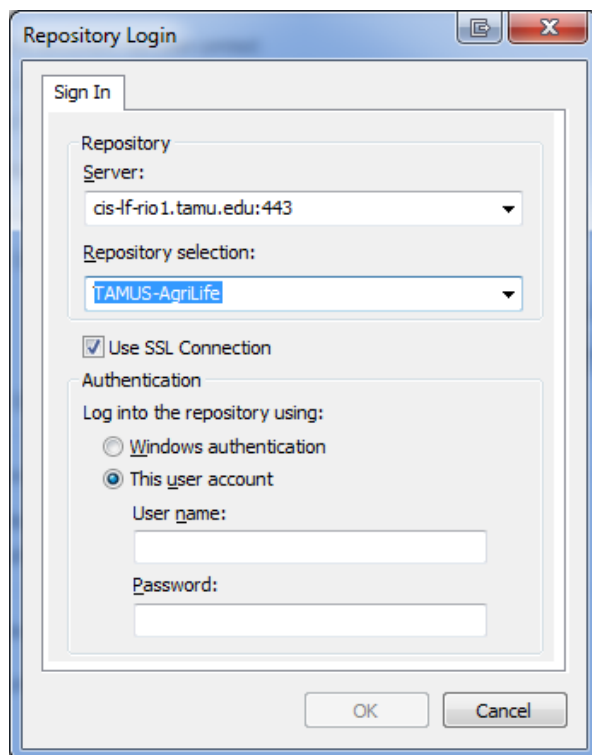 Repository Login
Sign In
Repository
Server:
cis-lf-rio1.tamu.edu:443
Repository selection:
TAMUS-AgriLife
Use SSL Connection
Authentication
Log into the repository using:
Windows authentication
This user account
User name:
Password:
OK
Cancel